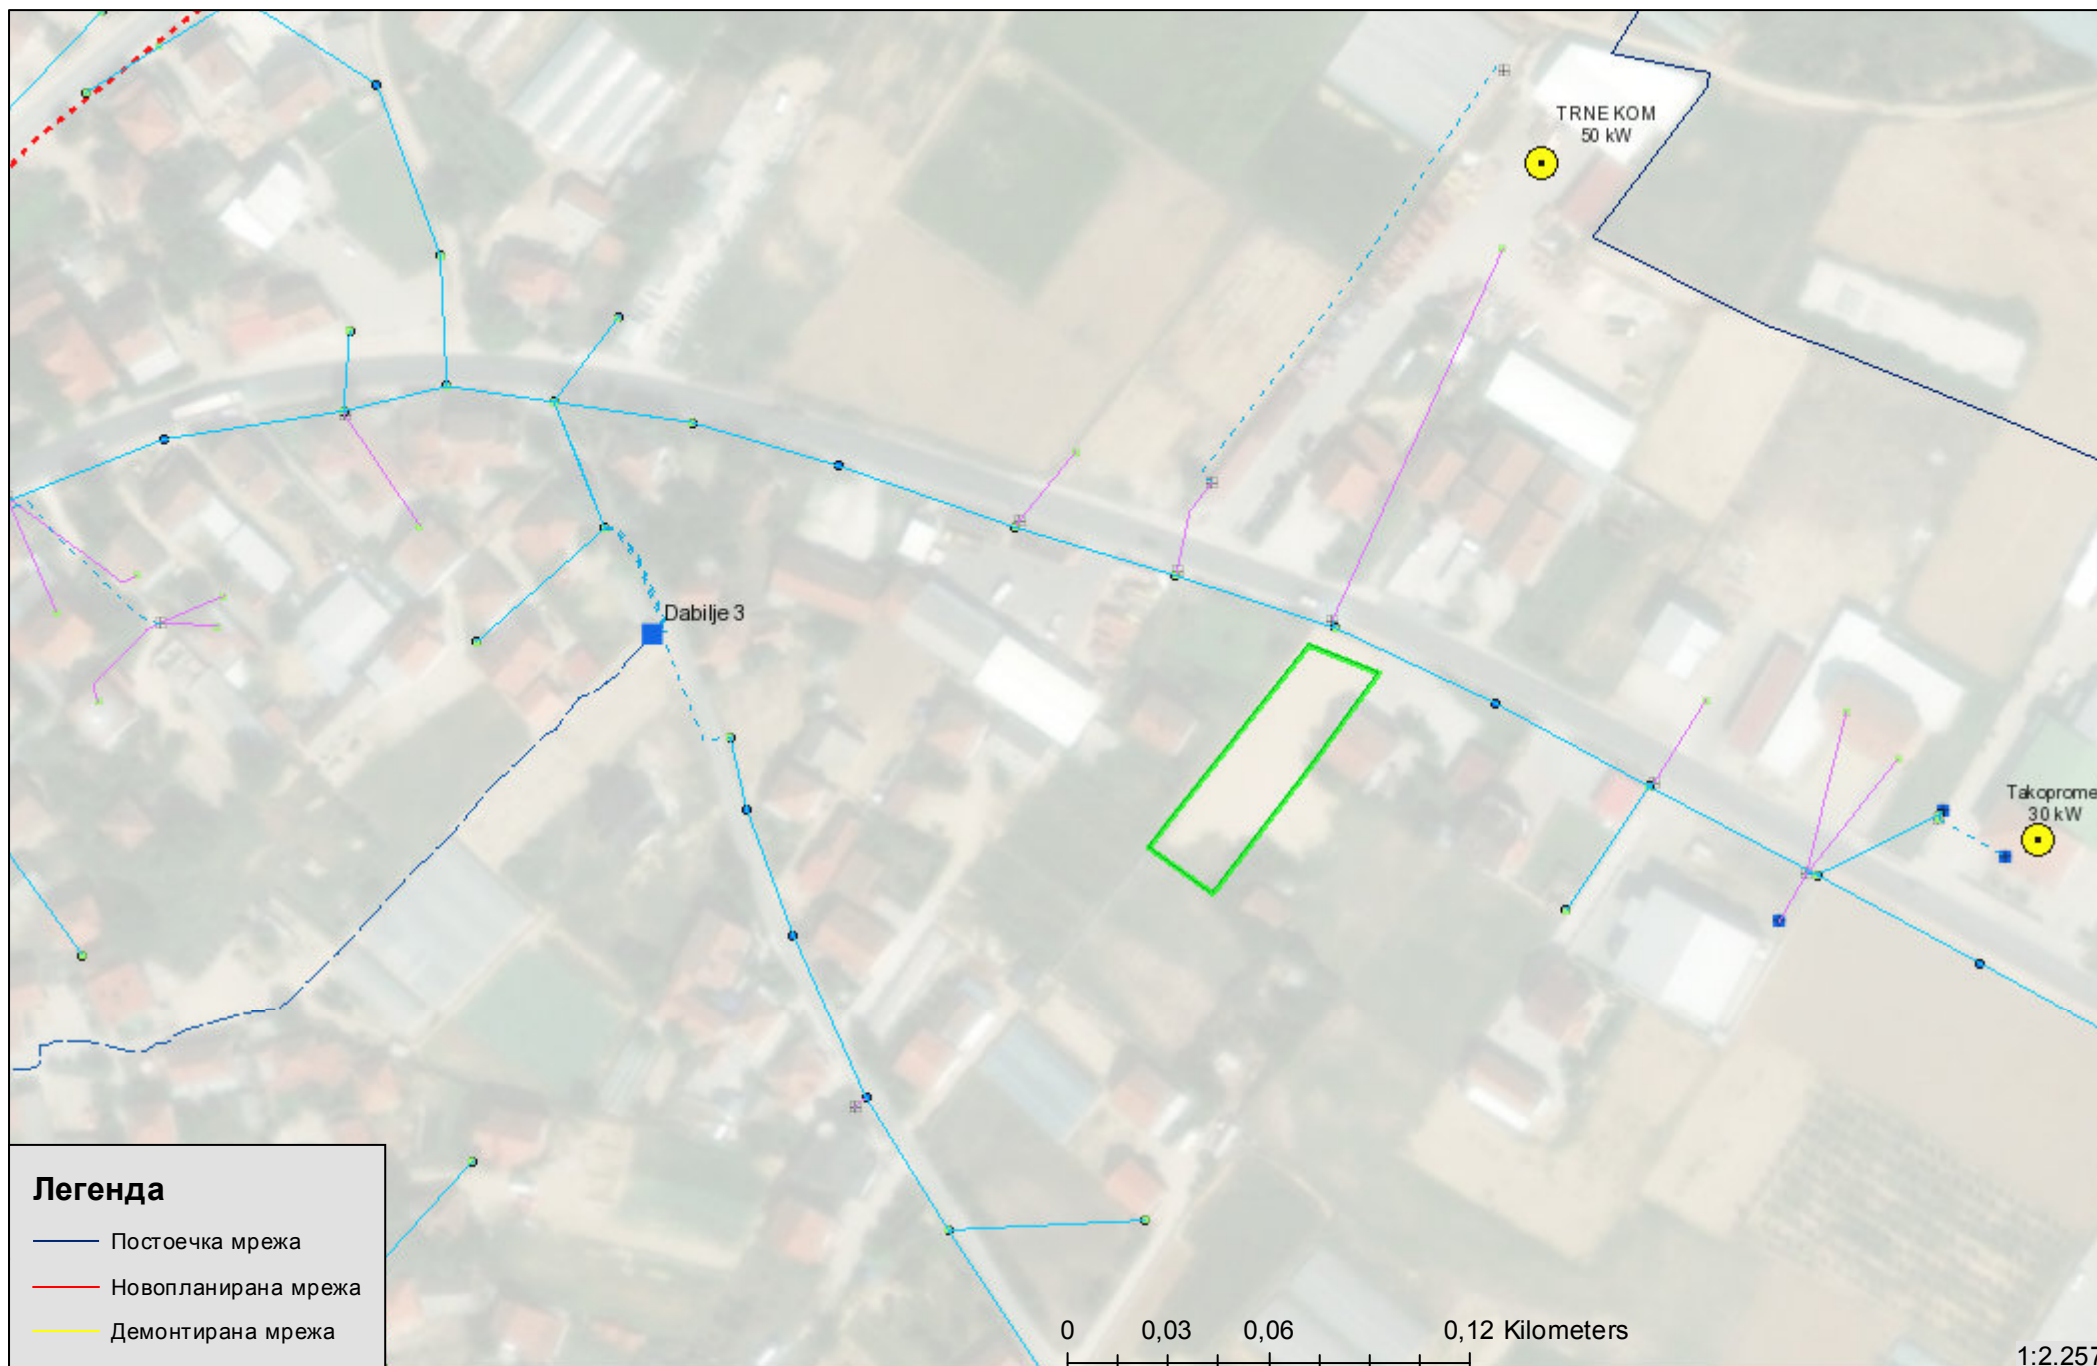 TRNE KOM
50 kW
Dabilje 3
Takoprome
30 kW
Легенда
Постоечка мрежа
Новопланирана мрежа
Демонтирана мрежа
0 0,03 0,06 0,12 Kilometers
1:2.257